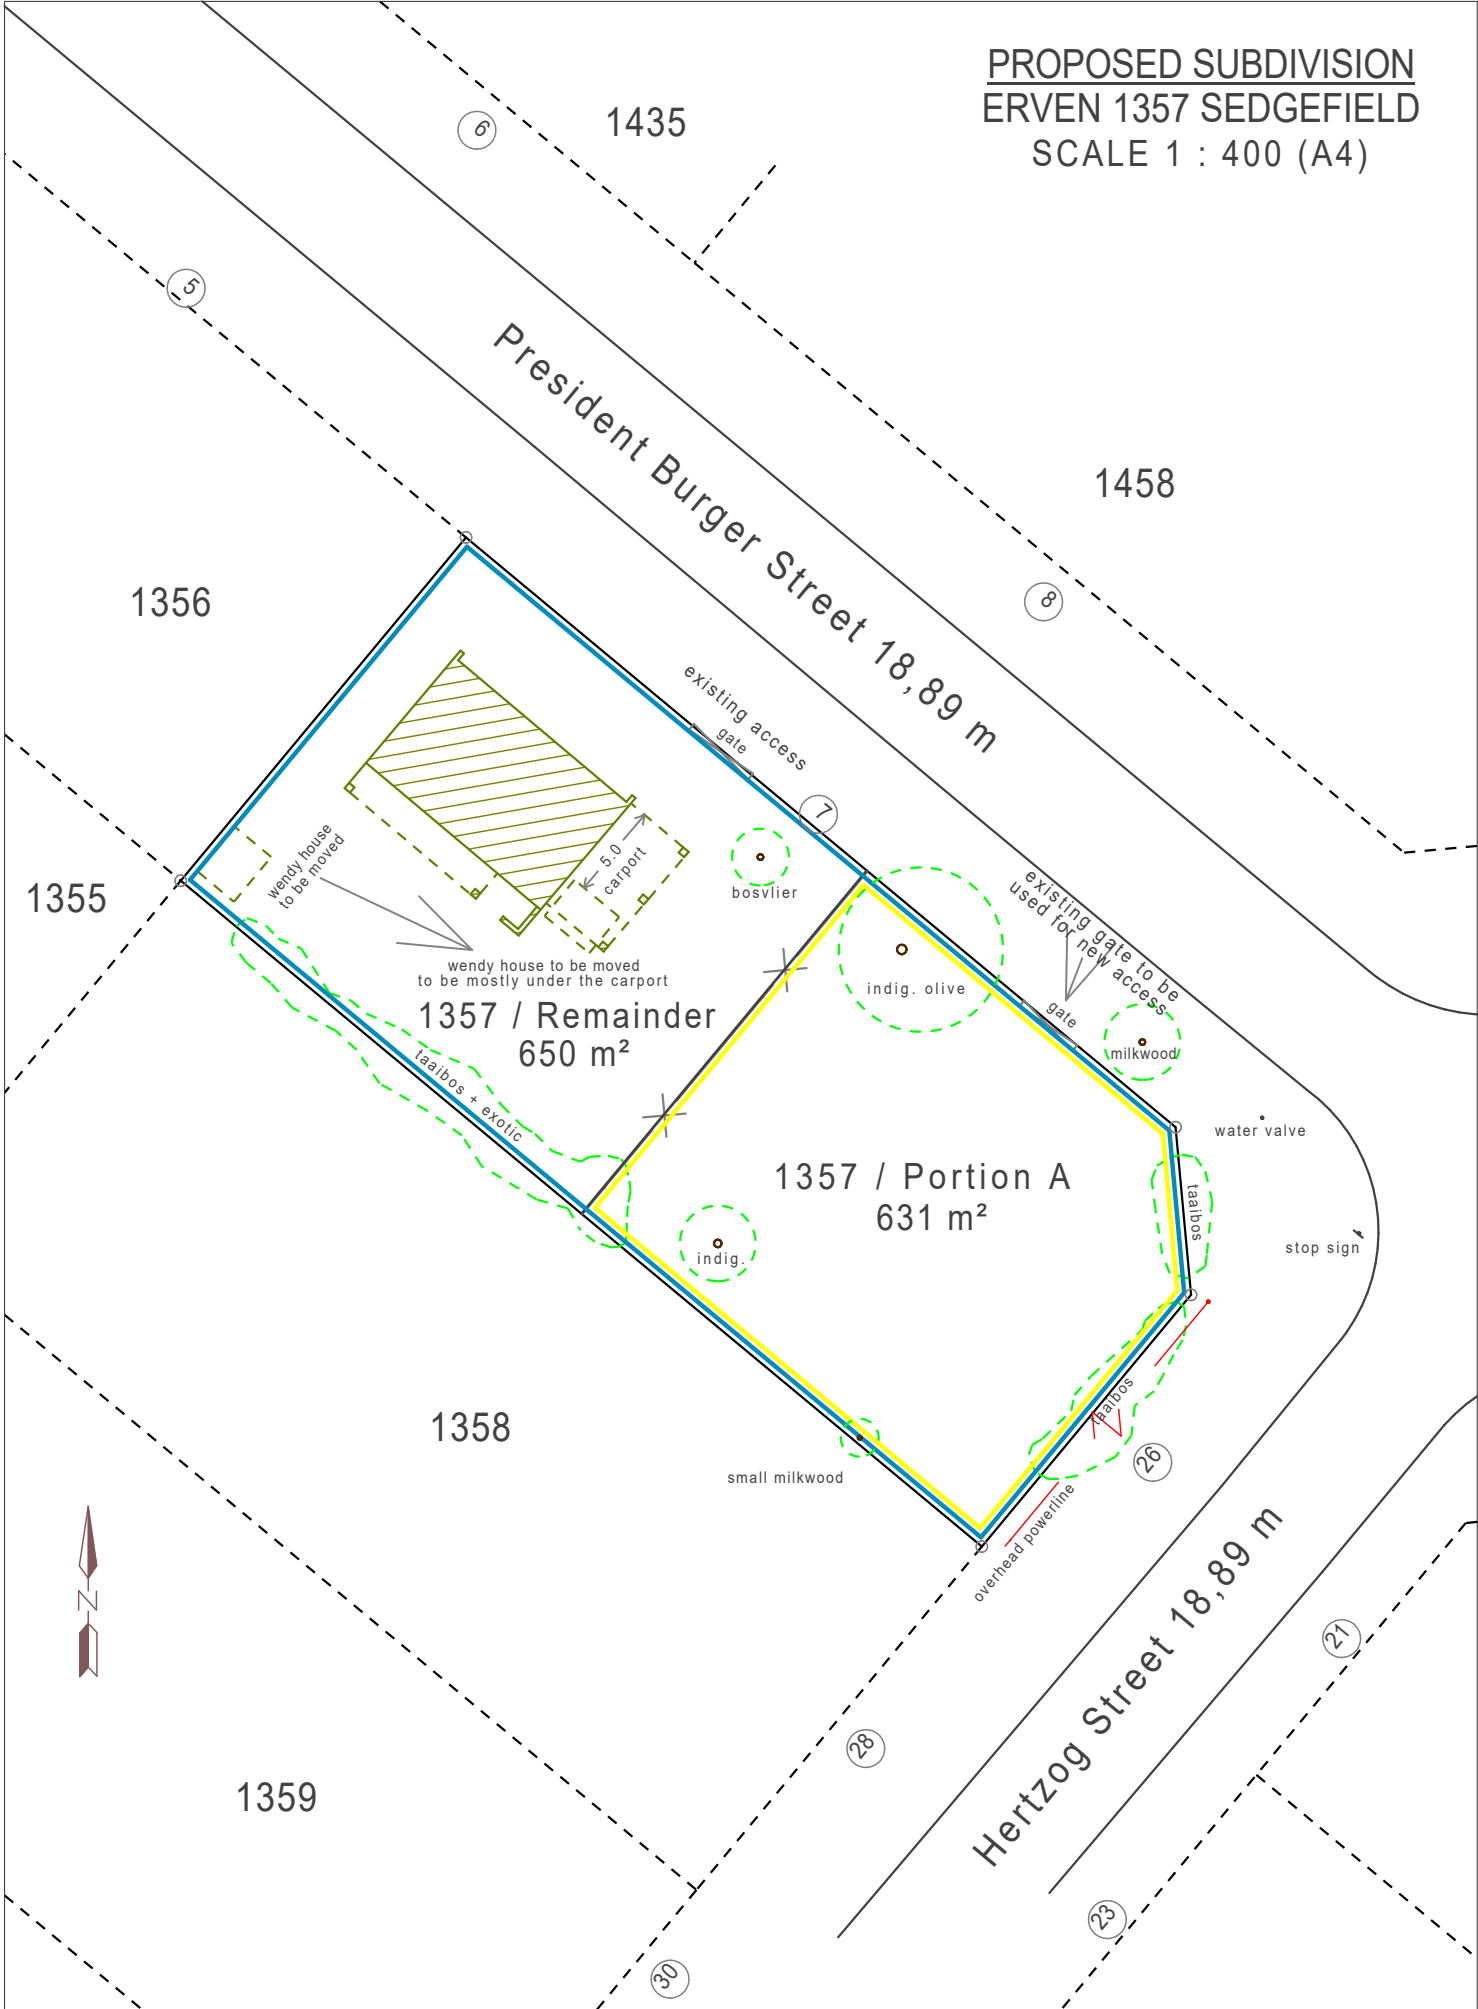 PROPOSED SUBDIVISION
ERVEN 1357 SEDGEFIELD
SCALE 1 : 400 (A4)
6
1435
5
President Burger Street 18,89 m
1458
1356
8
existing access
gate
7
wendy house
to be moved
5.0
carport
1355
bosvlier
existing gate to be
used for new access
indig. olive
gate
wendy house to be moved
to be mostly under the carport
1357 / Remainder
650 m²
milkwood
taaibos + exotic
water valve
1357 / Portion A
631 m²
taaibos
indig.
stop sign
taaibos
1358
small milkwood
26
overhead powerline
N
Hertzog Street 18,89 m
21
28
1359
23
30